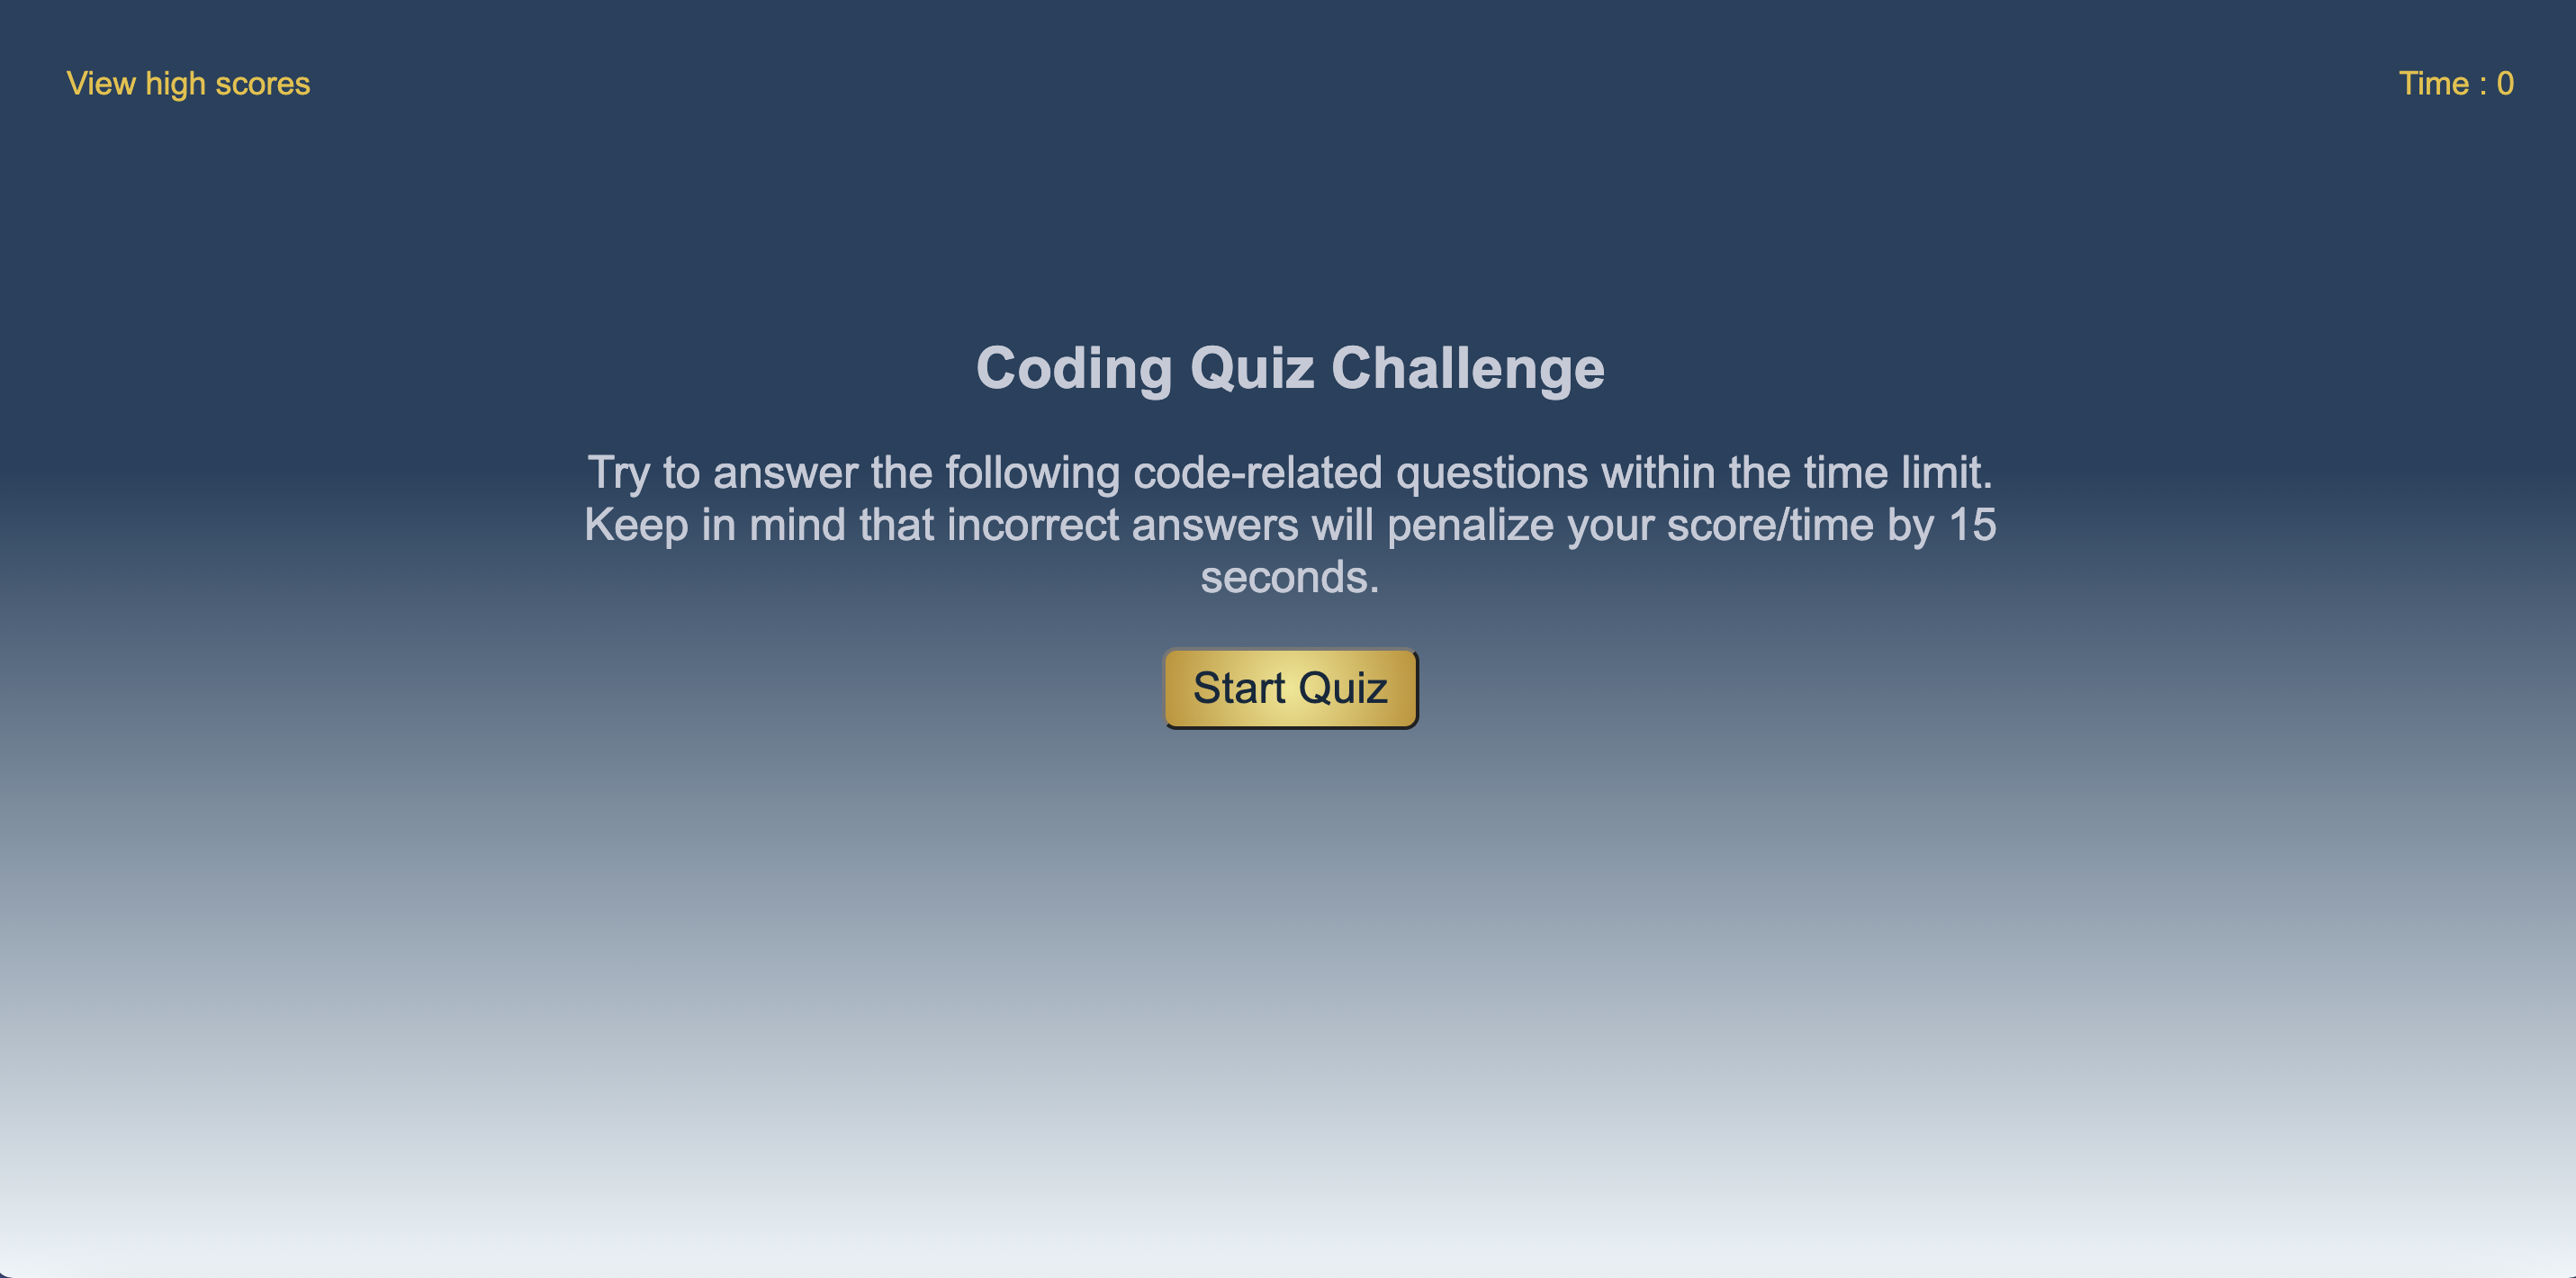 View high scores
Time : 0
Coding Quiz Challenge
Try to answer the following code-related questions within the time limit.
Keep in mind that incorrect answers will penalize your score/time by 15
seconds.
Start Quiz